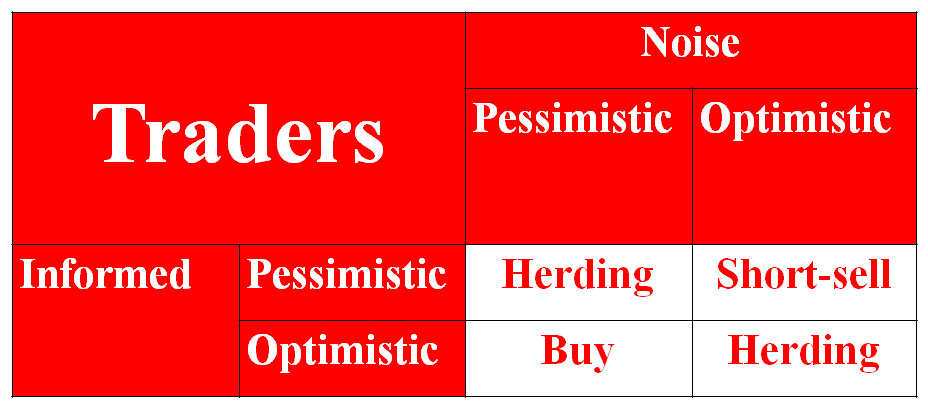 Traders
Noise
Pessimistic
Optimistic
Informed
Pessimistic
Herding
Short-sell
Optimistic
Buy
Herding